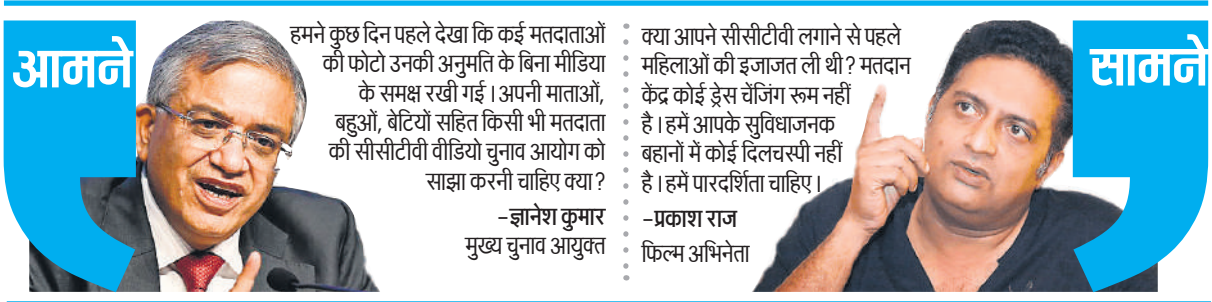 आमने
हमने कुछ दिन पहले देखा कि कई मतदाताओं
की फोटो उनकी अनुमति के बिना मीडिया
के समक्ष रखी गई। अपनी माताओं,
बहुओं, बेटियों सहित किसी भी मतदाता
की सीसीटीवी वीडियो चुनाव आयोग को
साझा करनी चाहिए क्या?
-ज्ञानेश कुमार
मुख्य चुनाव आयुक्त
क्या आपने सीसीटीवी लगाने से पहले
महिलाओं की इजाजत ली थी? मतदान
केंद्र कोई ड्रेस चेंजिंग रूम नहीं
है। हमें आपके सुविधाजनक
बहानों में कोई दिलचस्पी नहीं
है। हमें पारदर्शिता चाहिए।
-प्रकाश राज
फिल्म अभिनेता
सामने